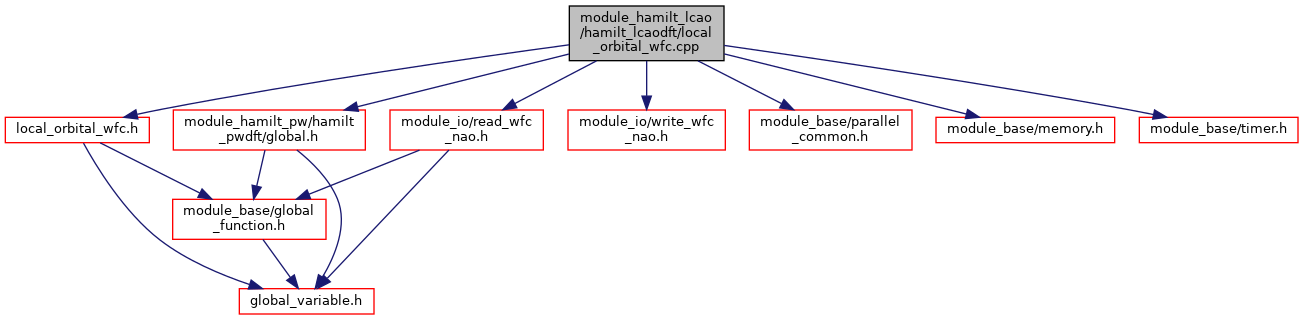 module_hamilt_lcao
/hamilt_lcaodft/local
_orbital_wfc.cpp
local_orbital_wfc.h
module_hamilt_pw/hamilt
_pwdft/global.h
module_io/read_wfc
_nao.h
module_io/write_wfc
_nao.h
module_base/parallel
_common.h
module_base/memory.h
module_base/timer.h
module_base/global
_function.h
global_variable.h